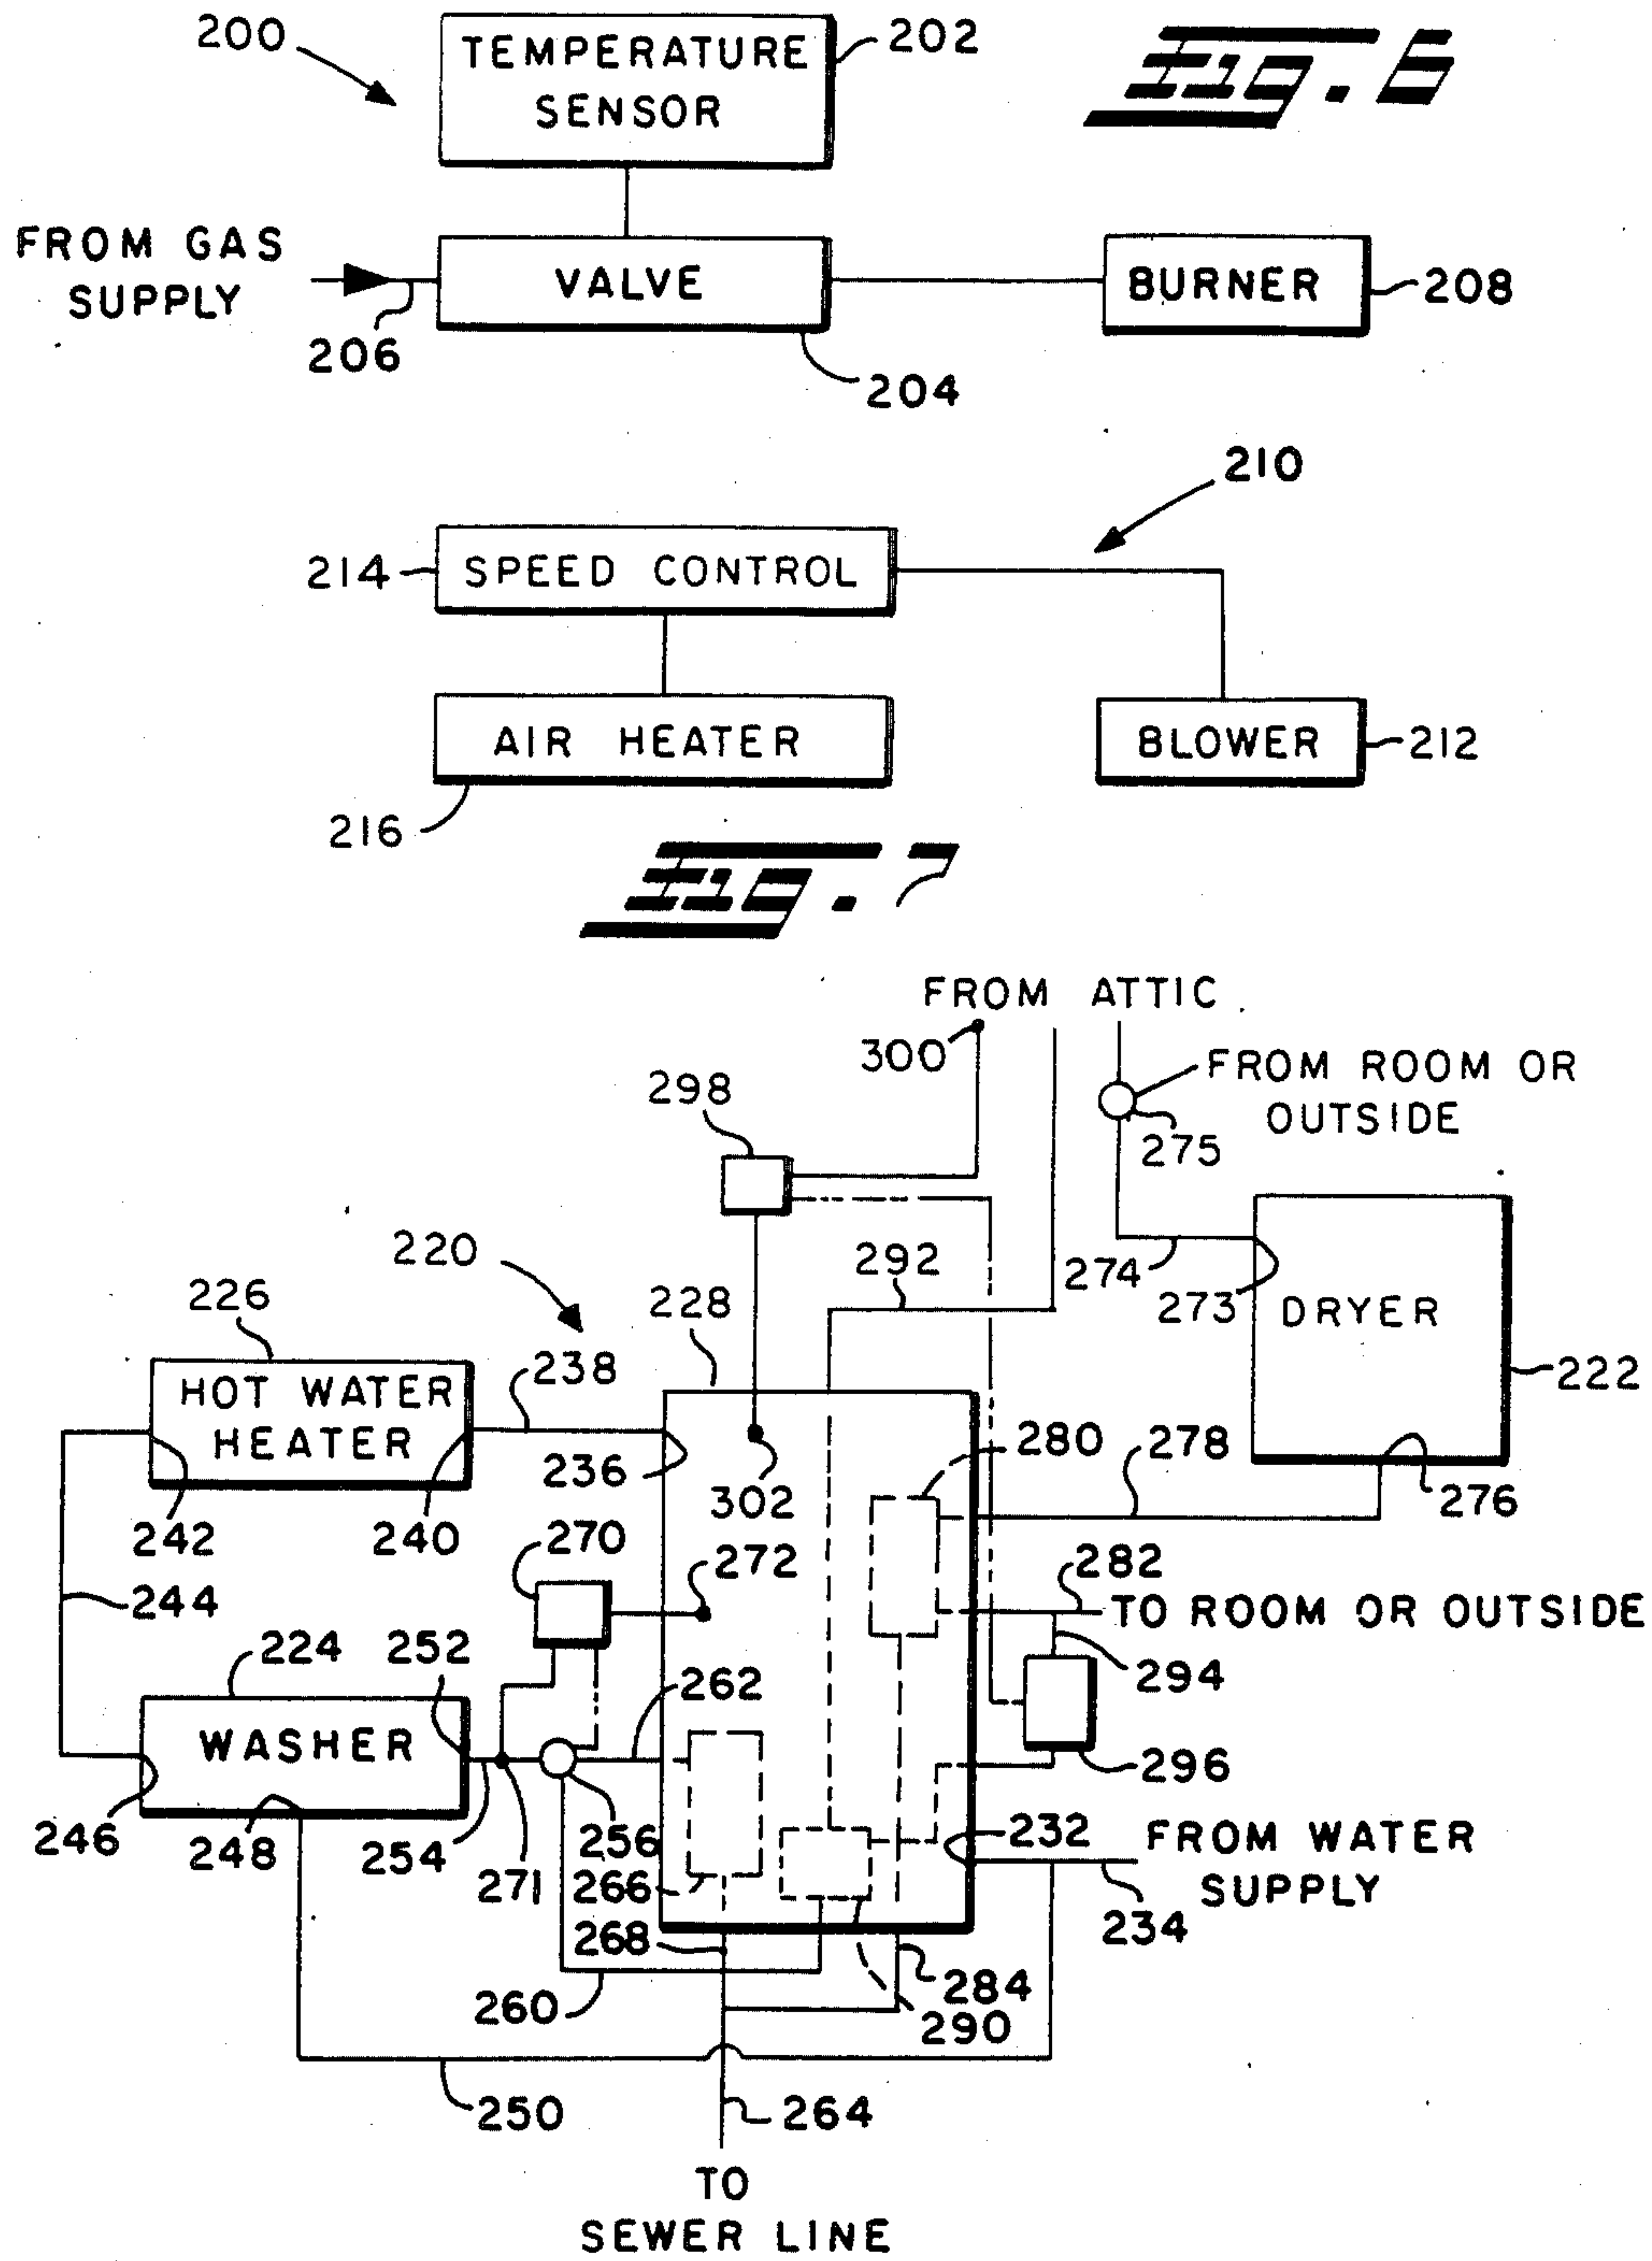 200
TEMPERATURE
SENSOR
202
Fig. 6
FROM GAS
SUPPLY
206
VALVE
204
BURNER
208
210
214
SPEED CONTROL
AIR HEATER
216
BLOWER
212
Fig. 7
FROM ATTIC
300
FROM ROOM OR
OUTSIDE
275
298
220
292
274
273
DRYER
222
226
228
238
HOT WATER
HEATER
236
302
280
278
276
242
240
270
272
282
TO ROOM OR OUTSIDE
244
224
252
262
294
WASHER
296
246
248
254
271
256
266
232
FROM WATER
SUPPLY
234
268
260
284
290
250
264
TO
SEWER LINE